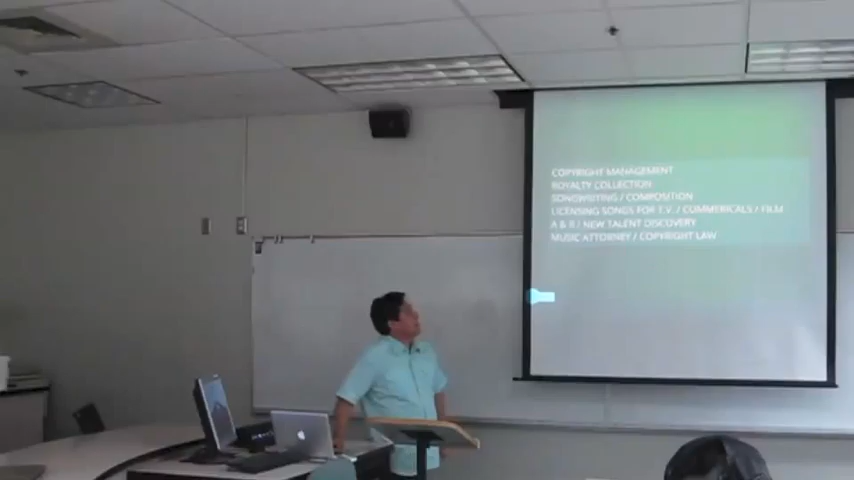 COPYRIGHT MANAGEMENT
ROYALTY COLLECTION
SONGWRITING / COMPOSITION
LICENSING SONGS FOR T.V. / COMMERICALS / FILM
A & R / NEW TALENT DISCOVERY
MUSIC ATTORNEY / COPYRIGHT LAW